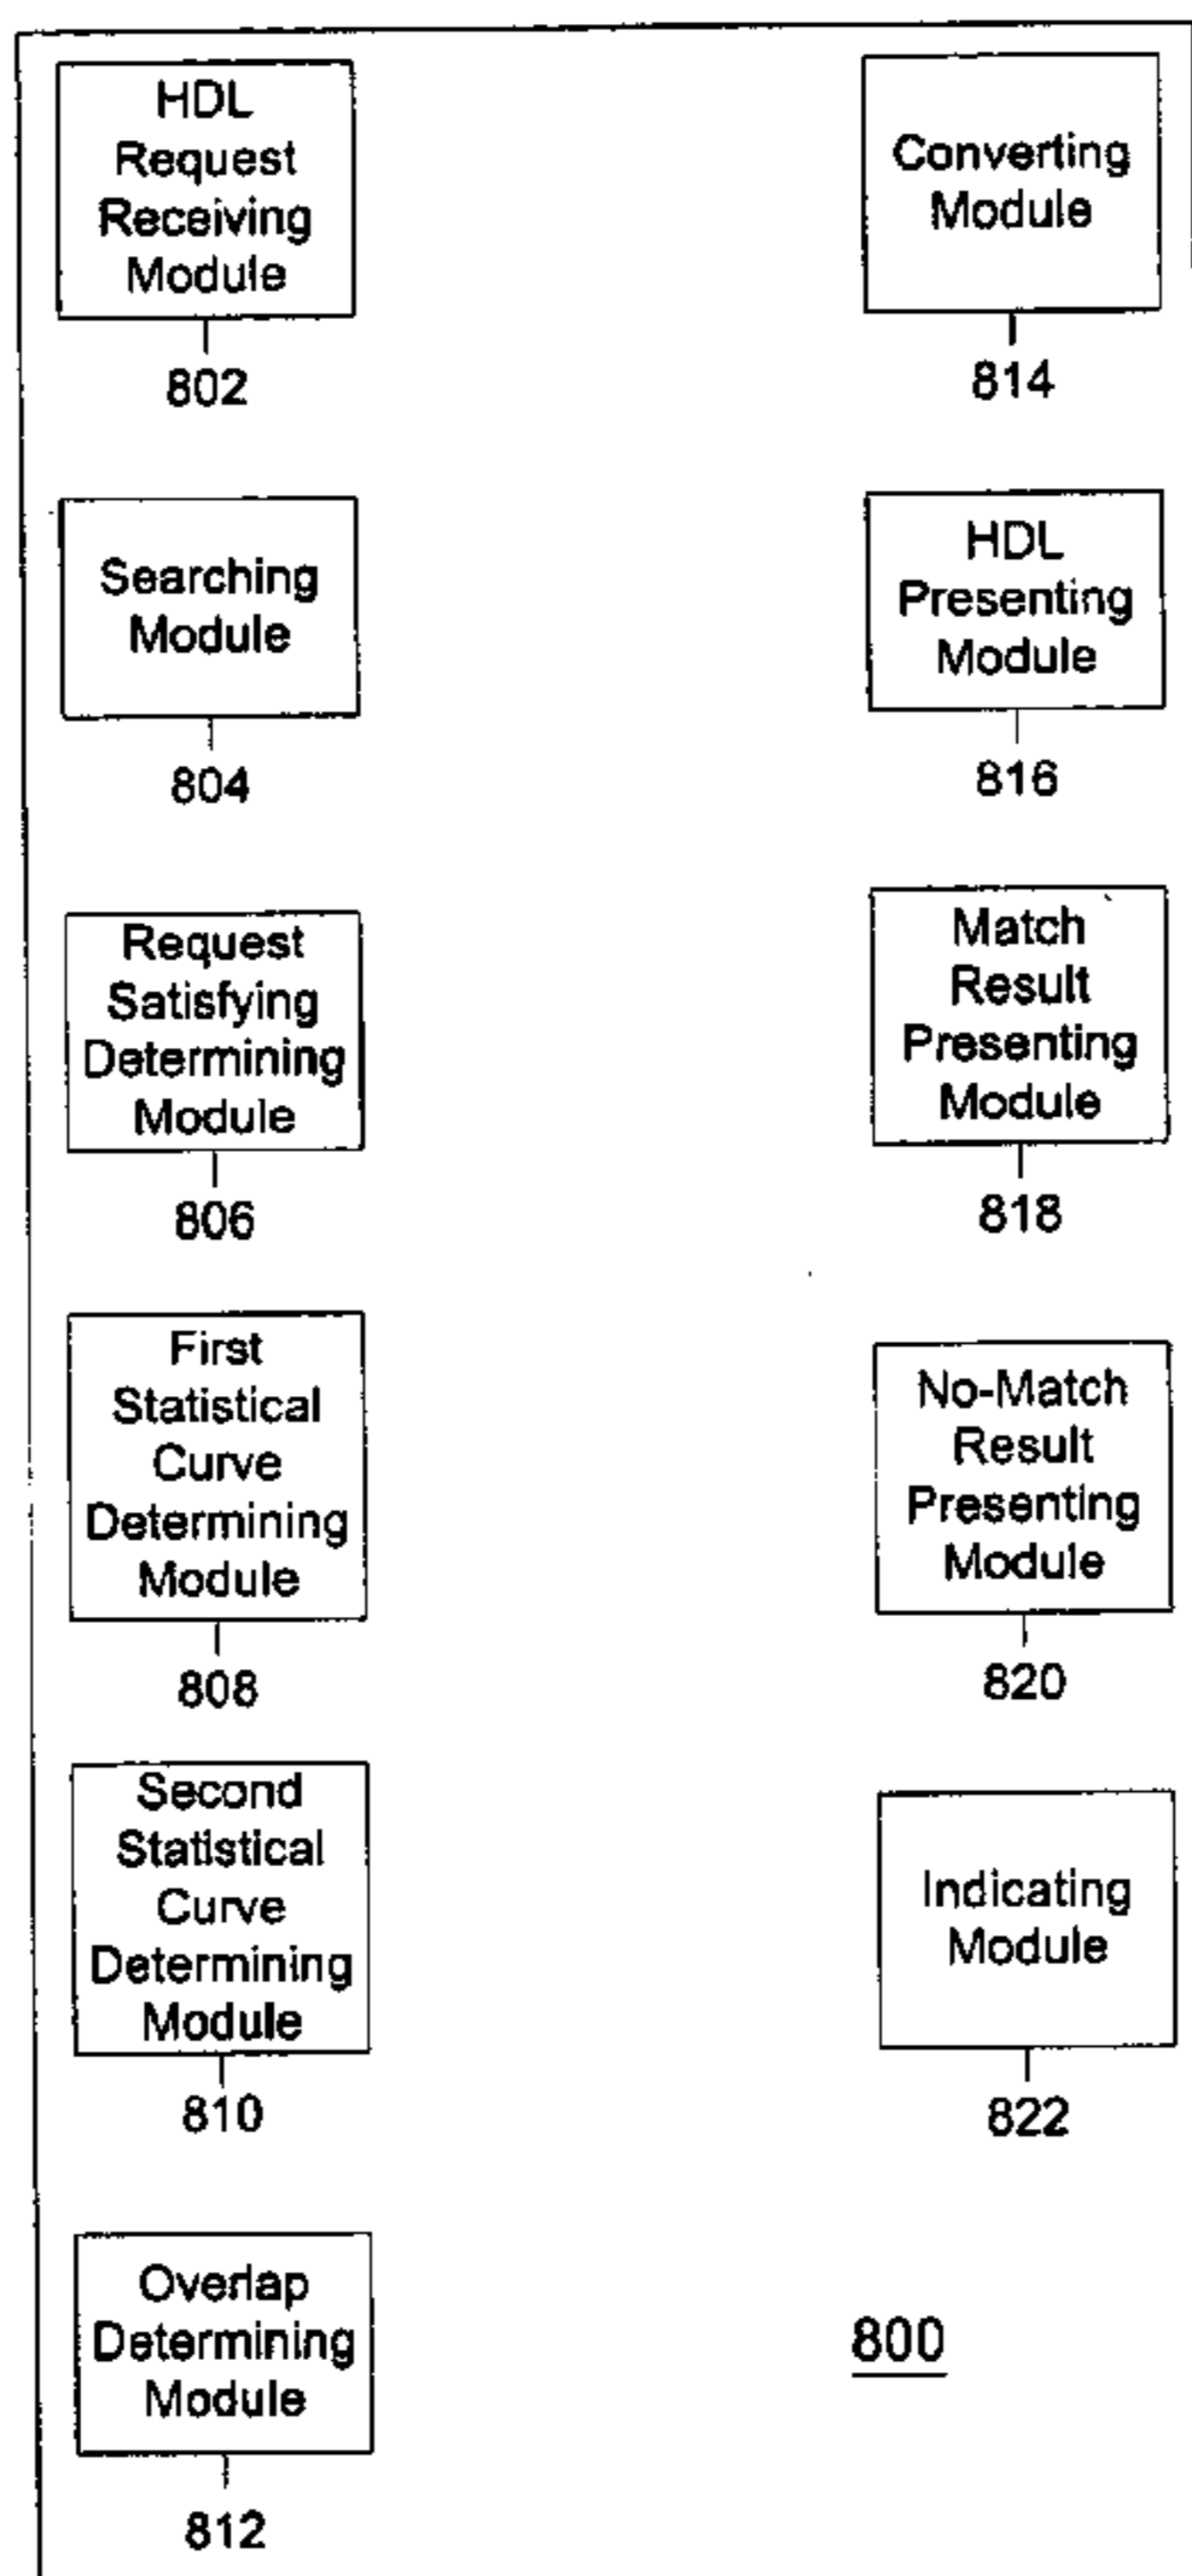 HDL
Request
Receiving
Module
802
Searching
Module
804
Request
Satisfying
Determining
Module
806
First
Statistical
Curve
Determining
Module
808
Second
Statistical
Curve
Determining
Module
810
Overlap
Determining
Module
812
Converting
Module
814
HDL
Presenting
Module
816
Match
Result
Presenting
Module
818
No-Match
Result
Presenting
Module
820
Indicating
Module
822
800